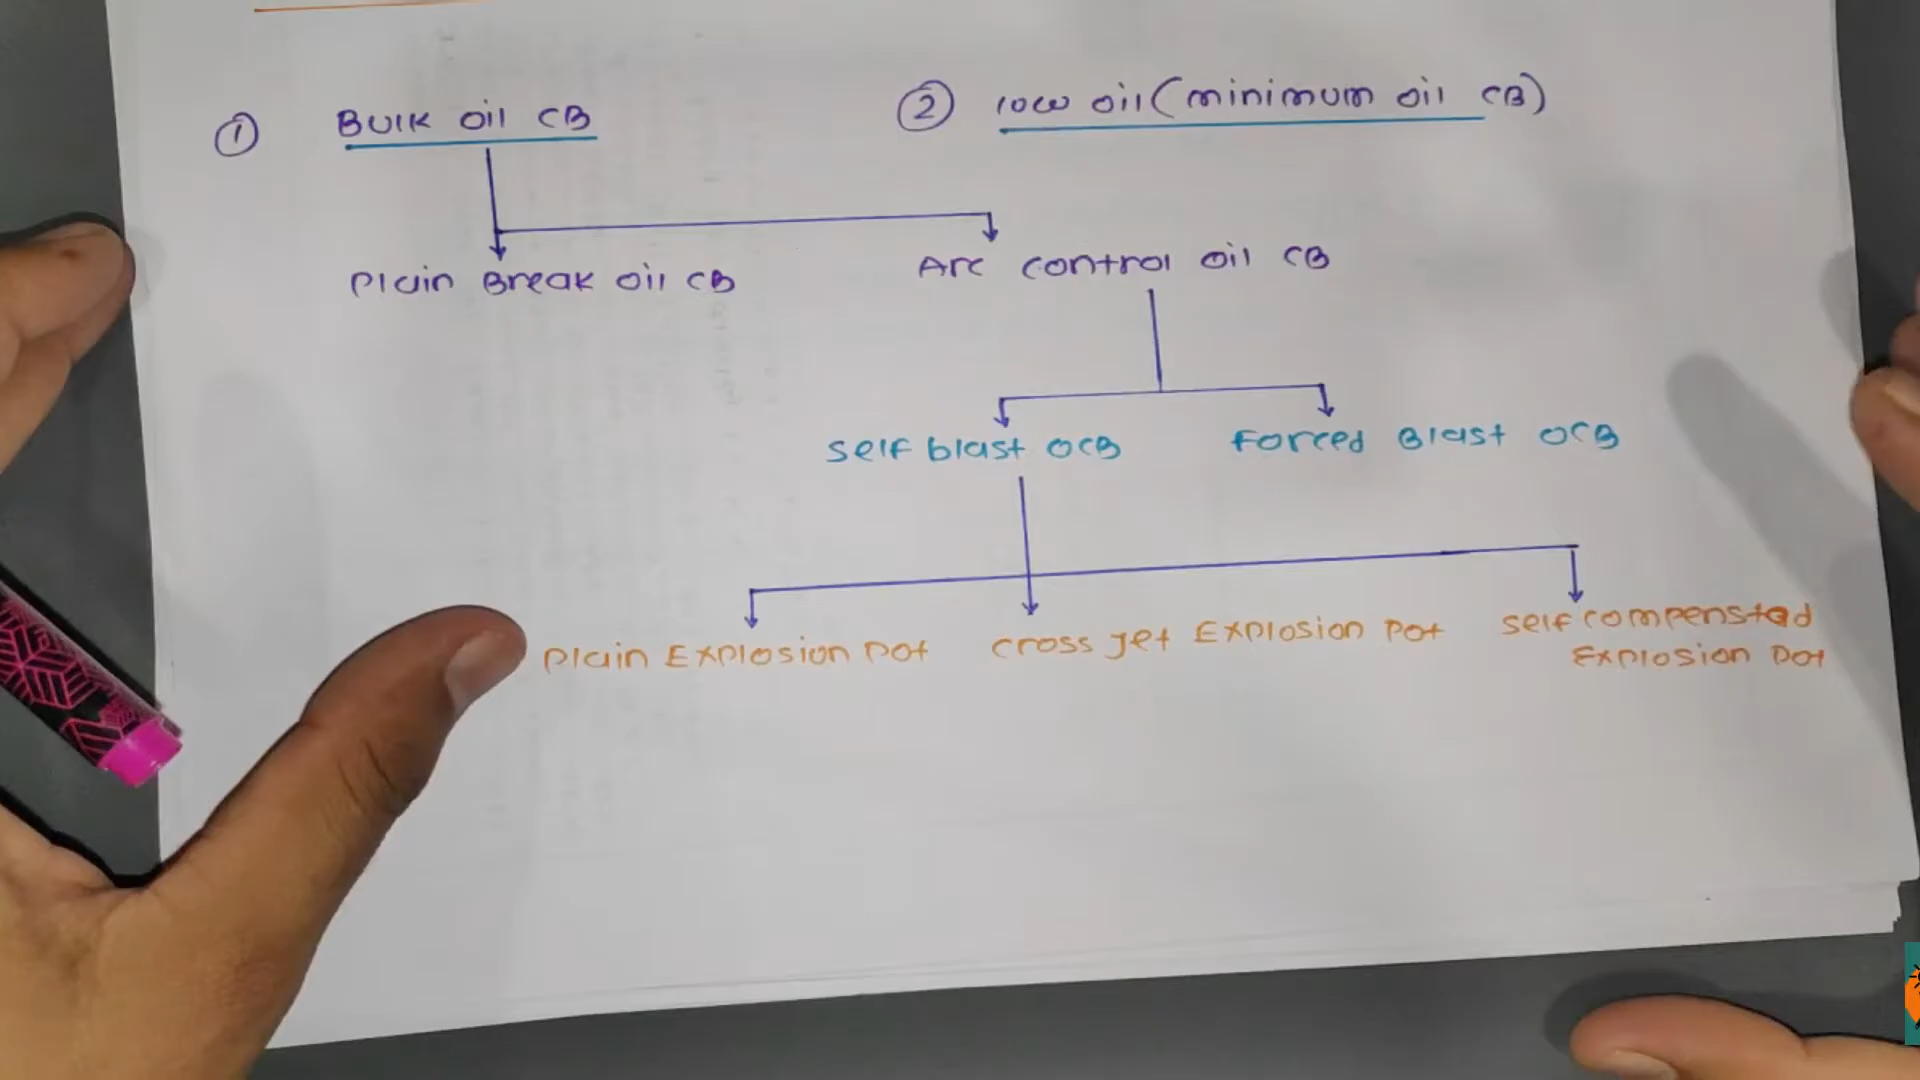 ① Bulk oil CB
② low oil (minimum oil CB)
Plain Break oil CB
Arc control oil CB
self blast OCB
Forced Blast OCB
Plain Explosion Pot
cross jet Explosion Pot
self compensted
Explosion Pot